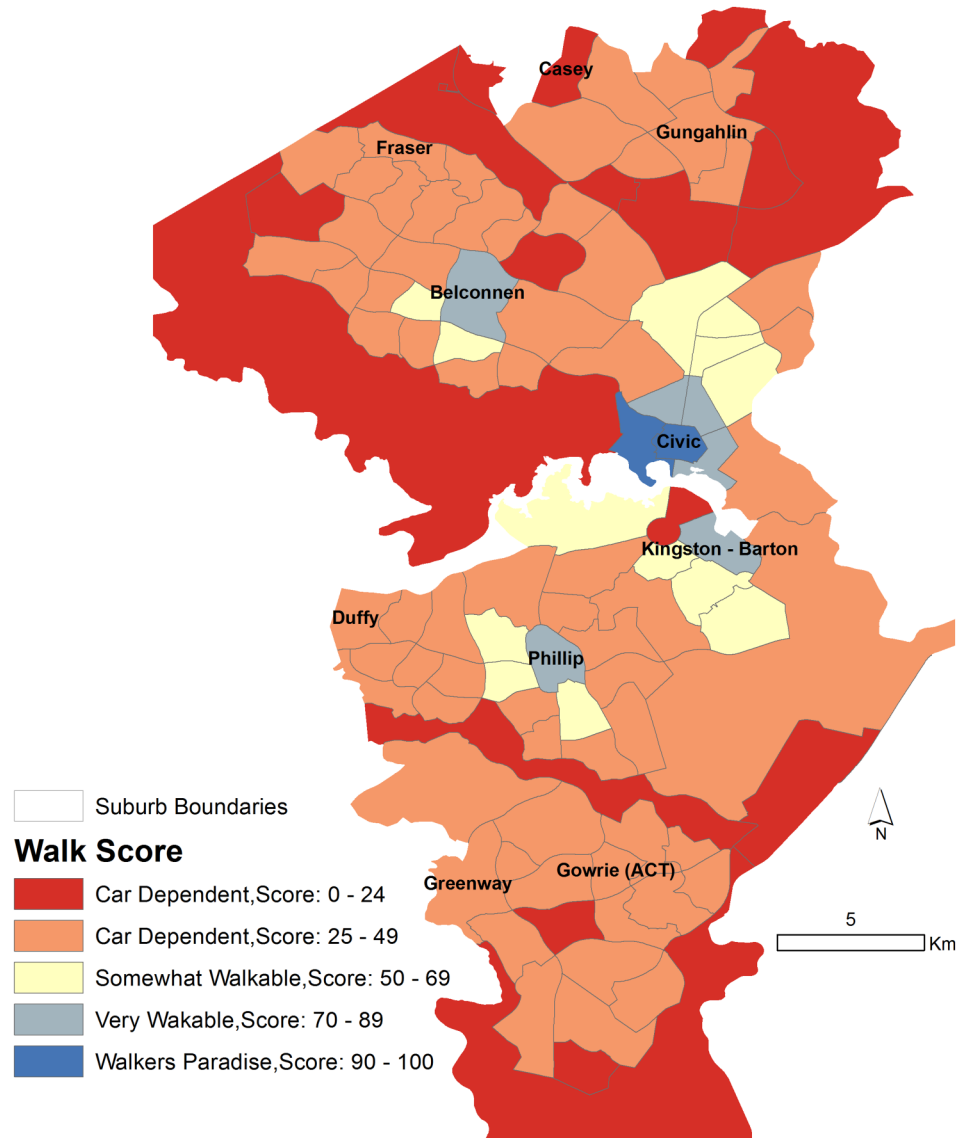 Casey
Gungahlin
Fraser
Belconnen
Civic
Kingston - Barton
Duffy
Phillip
Suburb Boundaries
Walk Score
Car Dependent,Score: 0 - 24
Car Dependent,Score: 25 - 49
Somewhat Walkable,Score: 50 - 69
Very Wakable,Score: 70 - 89
Walkers Paradise,Score: 90 - 100
Greenway
Gowrie (ACT)
N
5
Km